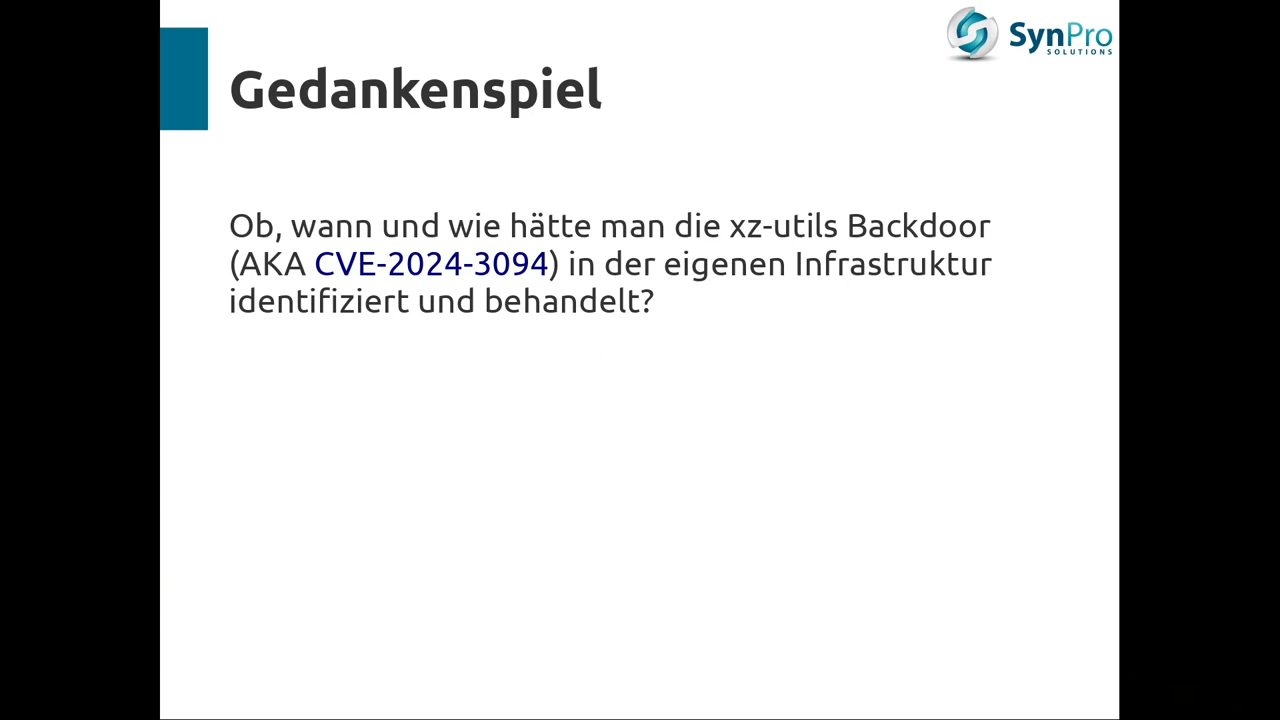 SynPro
SOLUTIONS
Gedankenspiel
Ob, wann und wie hätte man die xz-utils Backdoor
(AKA CVE-2024-3094) in der eigenen Infrastruktur
identifiziert und behandelt?